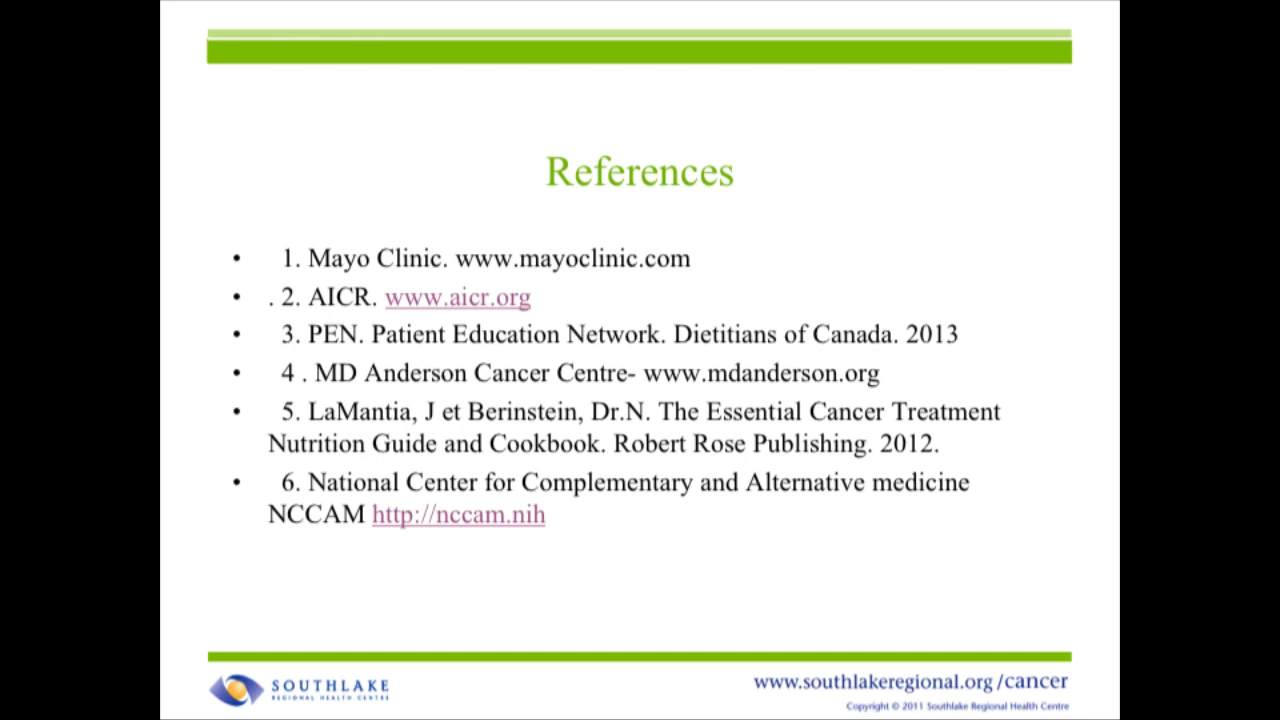 References
• 1. Mayo Clinic. www.mayoclinic.com
• . 2. AICR. www.aicr.org
• 3. PEN. Patient Education Network. Dietitians of Canada. 2013
• 4 . MD Anderson Cancer Centre- www.mdanderson.org
• 5. LaMantia, J et Berinstein, Dr.N. The Essential Cancer Treatment
Nutrition Guide and Cookbook. Robert Rose Publishing. 2012.
• 6. National Center for Complementary and Alternative medicine
NCCAM http://nccam.nih
SOUTHLAKE
REGIONAL HEALTH CENTRE
www.southlakeregional.org/cancer
Copyright © 2011 Southlake Regional Health Centre